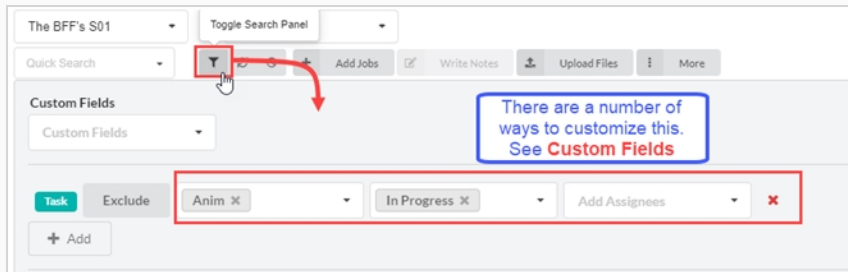 The BFF's S01
Toggle Search Panel
Quick Search
Add Jobs
Write Notes
Upload Files
More
Custom Fields
Custom Fields
There are a number of
ways to customize this.
See Custom Fields
Task
Exclude
Anim
In Progress
Add Assignees
+ Add